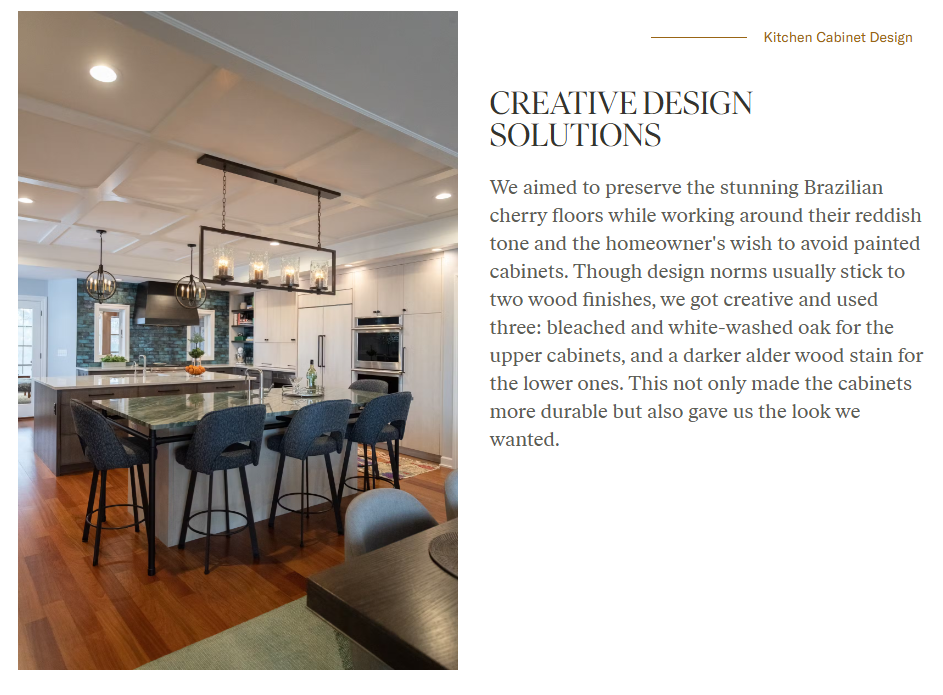 Kitchen Cabinet Design
CREATIVE DESIGN
SOLUTIONS
We aimed to preserve the stunning Brazilian
cherry floors while working around their reddish
tone and the homeowner's wish to avoid painted
cabinets. Though design norms usually stick to
two wood finishes, we got creative and used
three: bleached and white-washed oak for the
upper cabinets, and a darker alder wood stain for
the lower ones. This not only made the cabinets
more durable but also gave us the look we
wanted.